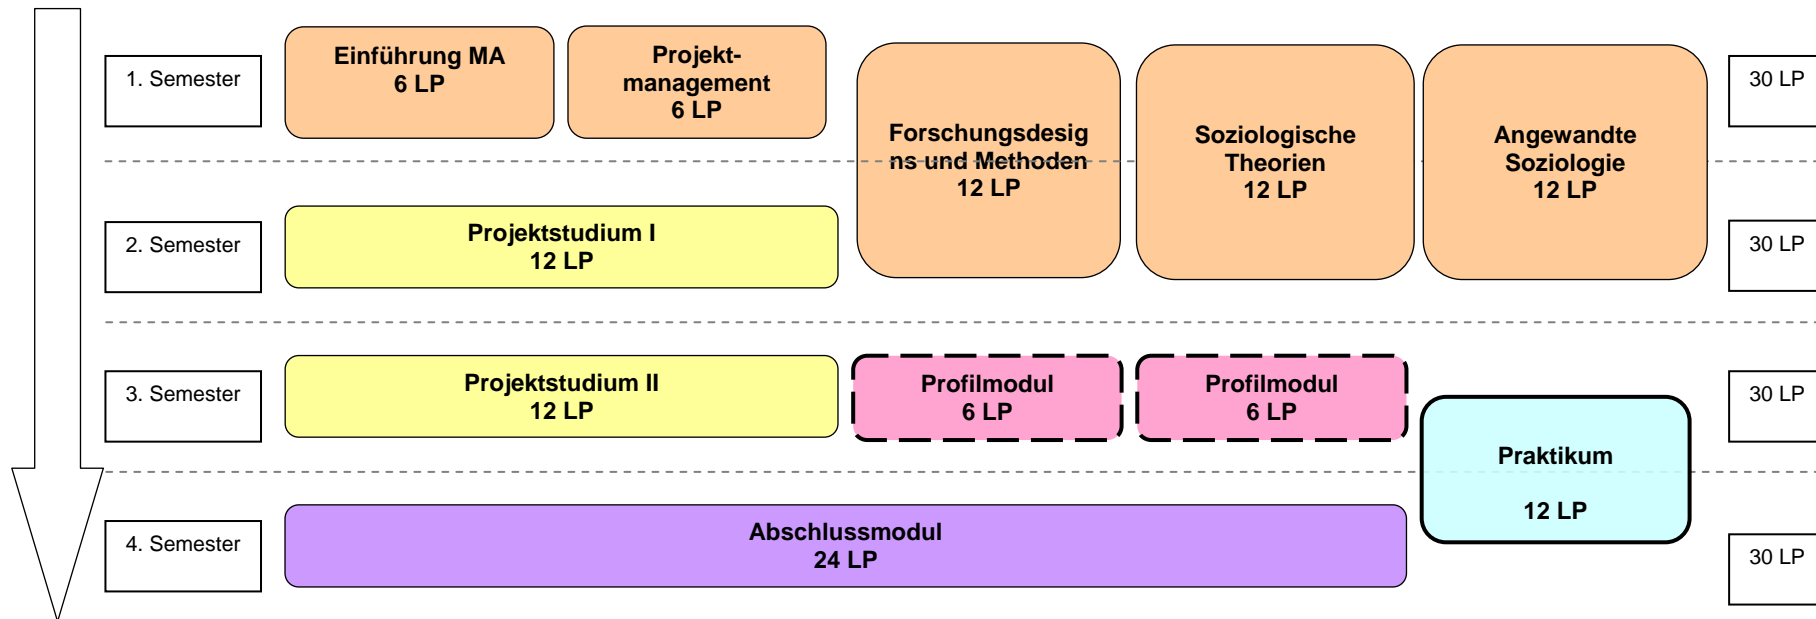 1. Semester
Einführung MA
6 LP
Projekt-
management
6 LP
Forschungsdesig
ns und Methoden
12 LP
Soziologische
Theorien
12 LP
Angewandte
Soziologie
12 LP
30 LP
2. Semester
Projektstudium I
12 LP
30 LP
3. Semester
Projektstudium II
12 LP
Profilmodul
6 LP
Profilmodul
6 LP
Praktikum
12 LP
30 LP
4. Semester
Abschlussmodul
24 LP
30 LP